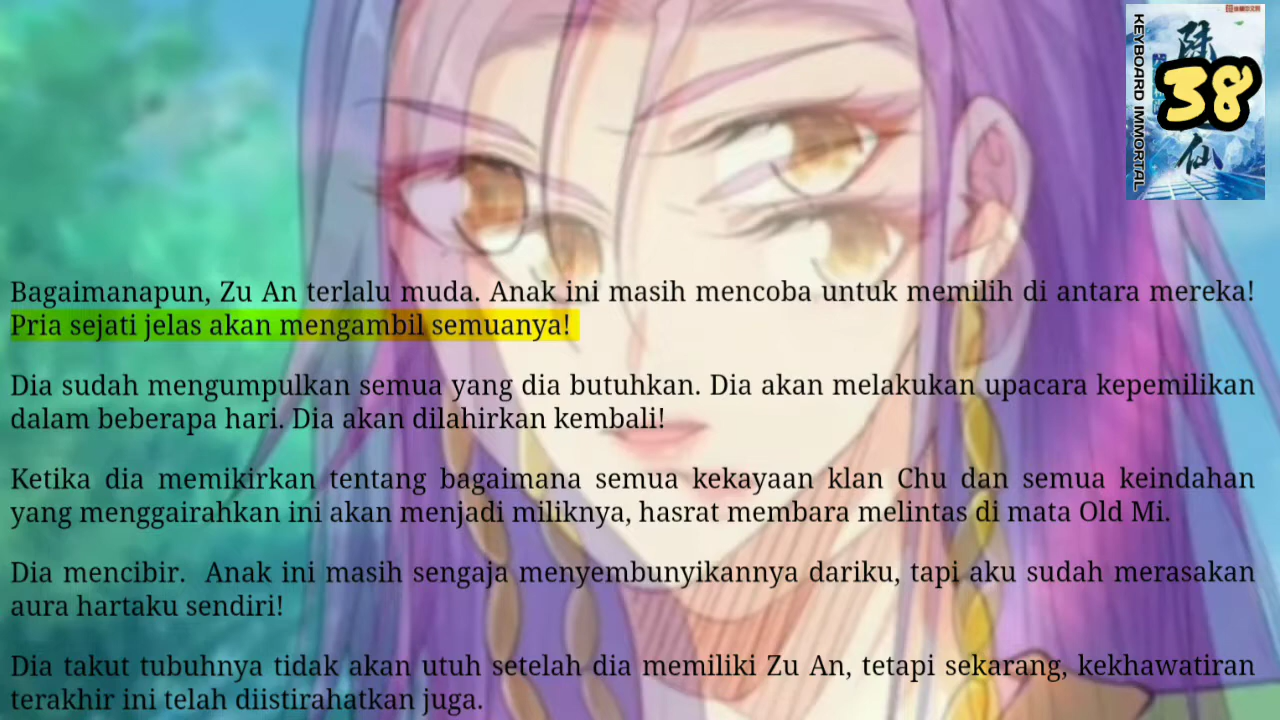 KEYBOARD IMMORTAL
陆
38
仙
Bagaimanapun, Zu An terlalu muda. Anak ini masih mencoba untuk memilih di antara mereka!
Pria sejati jelas akan mengambil semuanya!
Dia sudah mengumpulkan semua yang dia butuhkan. Dia akan melakukan upacara kepemilikan
dalam beberapa hari. Dia akan dilahirkan kembali!
Ketika dia memikirkan tentang bagaimana semua kekayaan klan Chu dan semua keindahan
yang menggairahkan ini akan menjadi miliknya, hasrat membara melintas di mata Old Mi.
Dia mencibir. Anak ini masih sengaja menyembunyikannya dariku, tapi aku sudah merasakan
aura hartaku sendiri!
Dia takut tubuhnya tidak akan utuh setelah dia memiliki Zu An, tetapi sekarang, kekhawatiran
terakhir ini telah diistirahatkan juga.